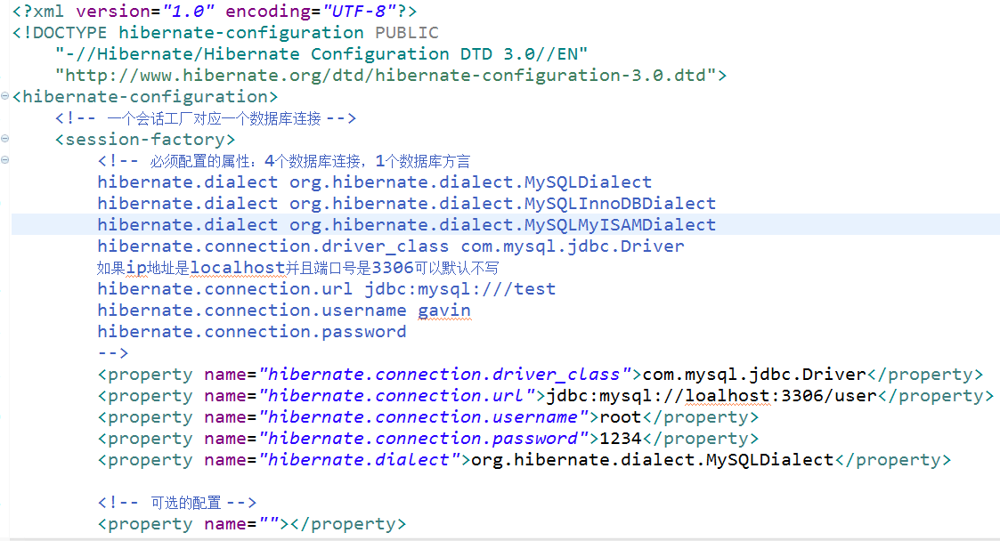 <?xml version="1.0" encoding="UTF-8"?>
<!DOCTYPE hibernate-configuration PUBLIC
"-//Hibernate/Hibernate Configuration DTD 3.0//EN"
"http://www.hibernate.org/dtd/hibernate-configuration-3.0.dtd">
<hibernate-configuration>
<!-- 一个会话工厂对应一个数据库连接 -->
<session-factory>
<!-- 必须配置的属性：4个数据库连接，1个数据库方言
hibernate.dialect org.hibernate.dialect.MySQLDialect
hibernate.dialect org.hibernate.dialect.MySQLInnoDBDialect
hibernate.dialect org.hibernate.dialect.MySQLMyISAMDialect
hibernate.connection.driver_class com.mysql.jdbc.Driver
如果ip地址是localhost并且端口号是3306可以默认不写
hibernate.connection.url jdbc:mysql:///test
hibernate.connection.username gavin
hibernate.connection.password
-->
<property name="hibernate.connection.driver_class">com.mysql.jdbc.Driver</property>
<property name="hibernate.connection.url">jdbc:mysql://loalhost:3306/user</property>
<property name="hibernate.connection.username">root</property>
<property name="hibernate.connection.password">1234</property>
<property name="hibernate.dialect">org.hibernate.dialect.MySQLDialect</property>
<!-- 可选的配置 -->
<property name=""></property>